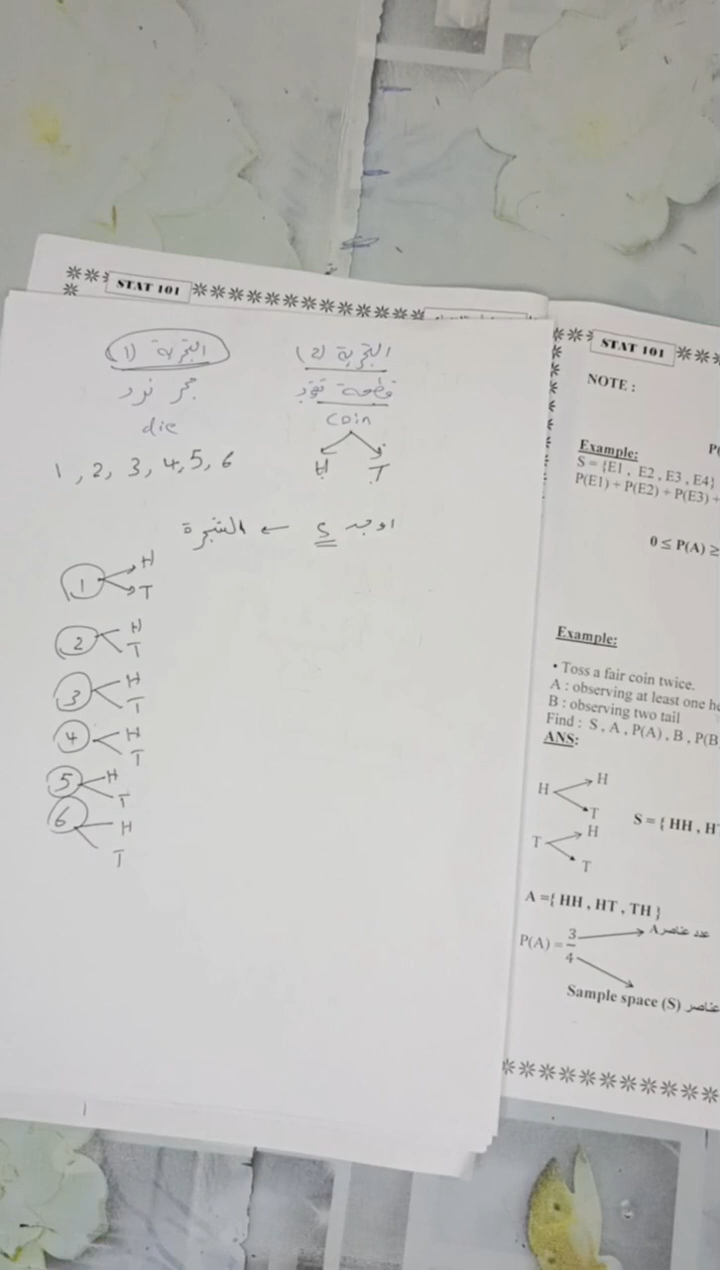 STAT 101
التجربة (1)
حجر نرد
die
1, 2, 3, 4, 5, 6
التجربة (2)
قطعة نقود
coin
H T
اوجد S ← الشجرة
1 H
T
2 H
T
3 H
T
4 H
T
5 H
T
6 H
T
STAT 101
NOTE :
Example:
S = {E1, E2, E3, E4}
P(E1) + P(E2) + P(E3) +
0 ≤ P(A) ≥
Example:
• Toss a fair coin twice.
A : observing at least one
B : observing two tail
Find : S , A , P(A) , B , P(B
ANS:
H H
T
T H
T
S = { HH , H
A ={ HH , HT , TH }
P(A) = 3/4
عدد عناصر A
Sample space (S) عناصر